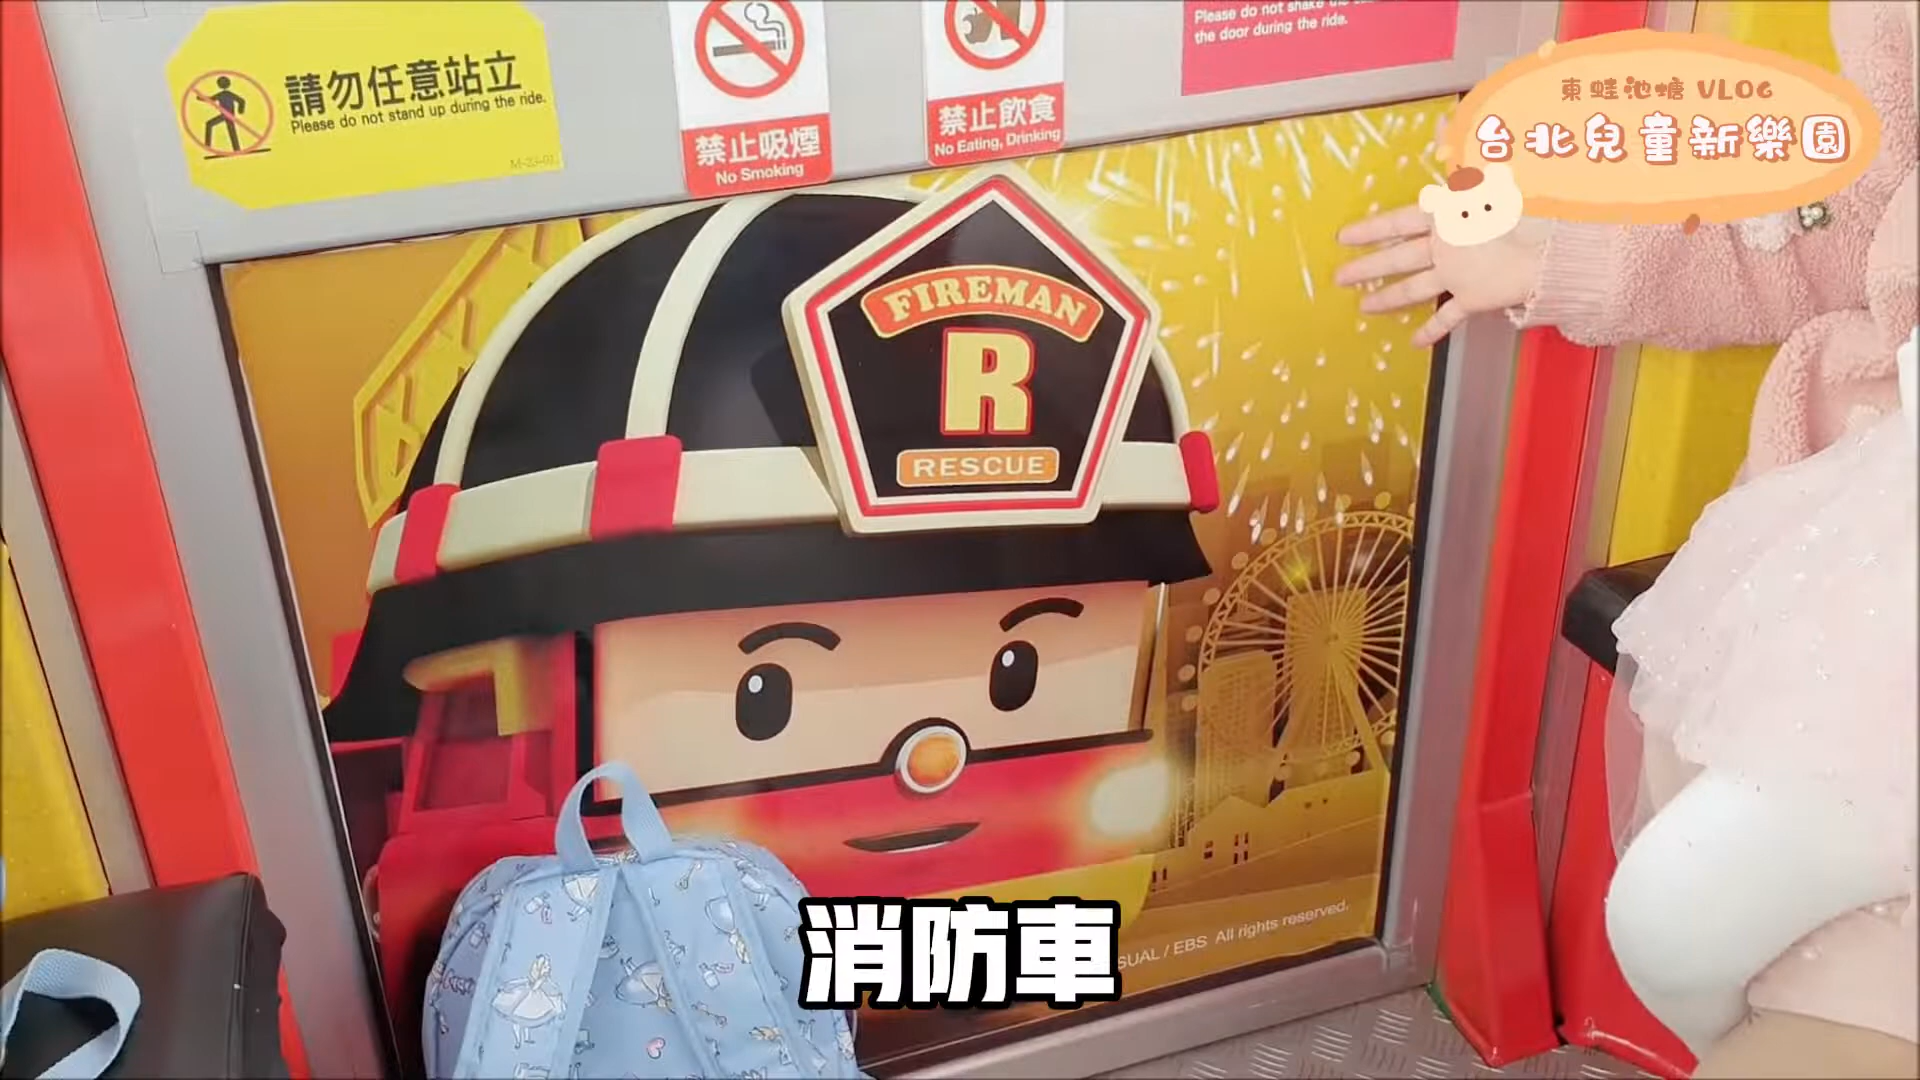 請勿任意站立
Please do not stand up during the ride.
M-23-01
禁止吸煙
No Smoking
禁止飲食
No Eating, Drinking
Please do not shake
the door during the ride.
東蛙池塘 VLOG
台北兒童新樂園
FIREMAN
R
RESCUE
SUAL / EBS All rights reserved.
消防車